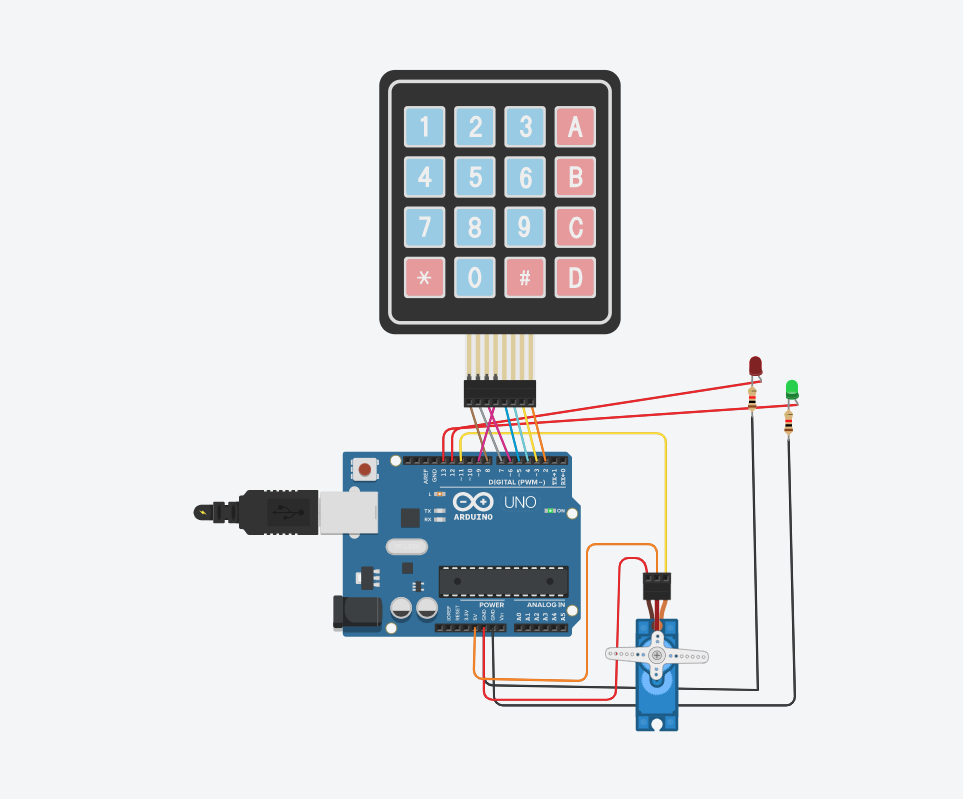 1 2 3 A
4 5 6 B
7 8 9 C
* 0 # D
AREF
GND
13
12
~11
~10
~9
8
7
~6
~5
4
~3
2
TX→1
RX←0
DIGITAL (PWM~)
L
TX
RX
UNO
ARDUINO
ON
POWER
ANALOG IN
IOREF
RESET
3.3V
5V
GND
GND
Vin
A0
A1
A2
A3
A4
A5